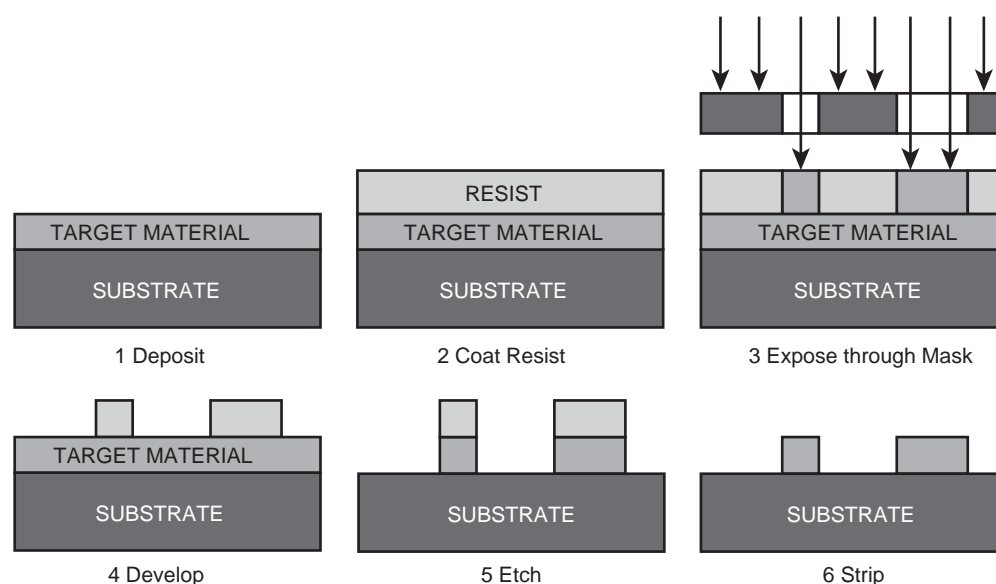 TARGET MATERIAL
SUBSTRATE
1 Deposit
RESIST
TARGET MATERIAL
SUBSTRATE
2 Coat Resist
TARGET MATERIAL
SUBSTRATE
3 Expose through Mask
TARGET MATERIAL
SUBSTRATE
4 Develop
SUBSTRATE
5 Etch
SUBSTRATE
6 Strip